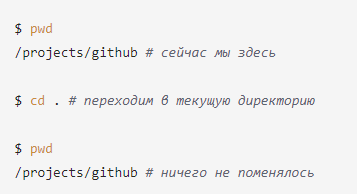 $ pwd
/projects/github # сейчас мы здесь
$ cd . # переходим в текущую директорию
$ pwd
/projects/github # ничего не поменялось